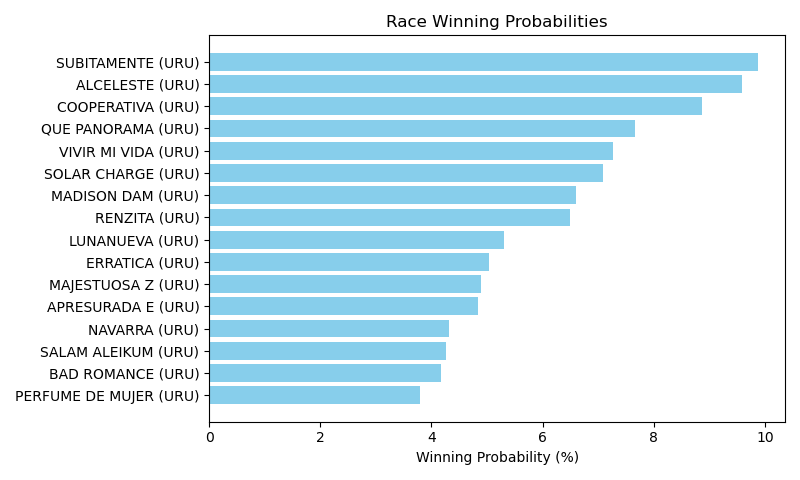 Race Winning Probabilities
SUBITAMENTE (URU)
ALCELESTE (URU)
COOPERATIVA (URU)
QUE PANORAMA (URU)
VIVIR MI VIDA (URU)
SOLAR CHARGE (URU)
MADISON DAM (URU)
RENZITA (URU)
LUNANUEVA (URU)
ERRATICA (URU)
MAJESTUOSA Z (URU)
APRESURADA E (URU)
NAVARRA (URU)
SALAM ALEIKUM (URU)
BAD ROMANCE (URU)
PERFUME DE MUJER (URU)
0 2 4 6 8 10
Winning Probability (%)